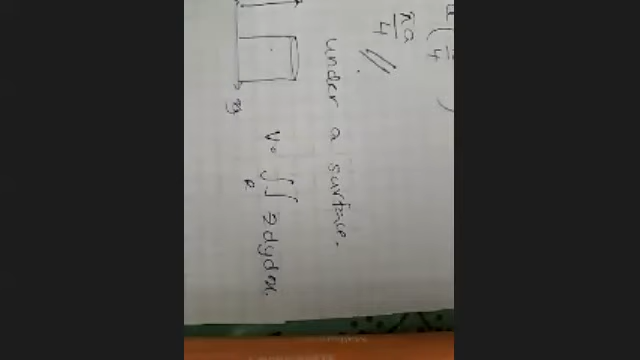 πa/4 //
under a surface.
y
V = ∫∫ z dy dx.
R